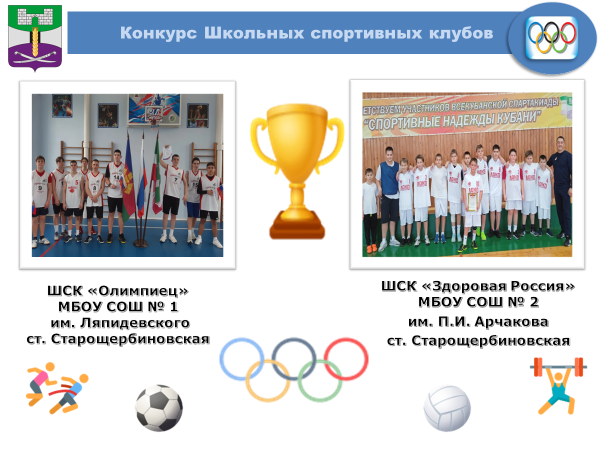 Конкурс Школьных спортивных клубов
ЕТСТВУЕМ УЧАСТНИКОВ ВСЕКУБАНСКОЙ СПАРТАКИАДЫ
"СПОРТИВНЫЕ НАДЕЖДЫ КУБАНИ"
ШСК «Олимпиец»
МБОУ СОШ № 1
им. Ляпидевского
ст. Старощербиновская
ШСК «Здоровая Россия»
МБОУ СОШ № 2
им. П.И. Арчакова
ст. Старощербиновская